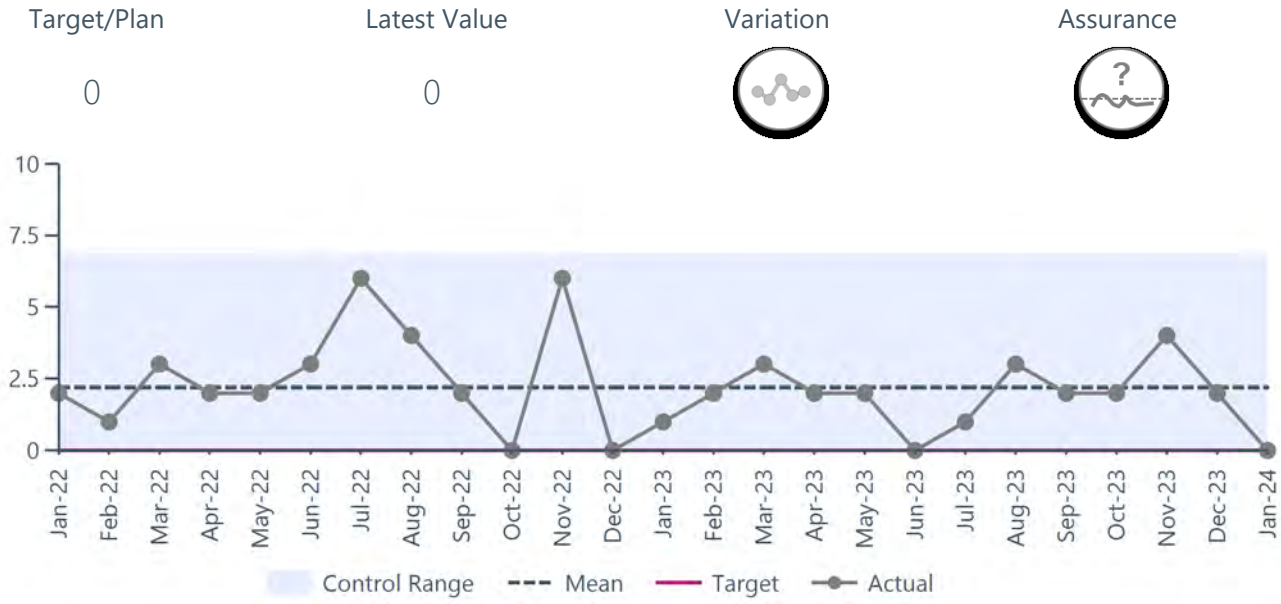 Target/Plan Latest Value Variation Assurance
0 0
?
10
7.5
5
2.5
0
Jan-22 Feb-22 Mar-22 Apr-22 May-22 Jun-22 Jul-22 Aug-22 Sep-22 Oct-22 Nov-22 Dec-22 Jan-23 Feb-23 Mar-23 Apr-23 May-23 Jun-23 Jul-23 Aug-23 Sep-23 Oct-23 Nov-23 Dec-23 Jan-24
Control Range Mean Target Actual